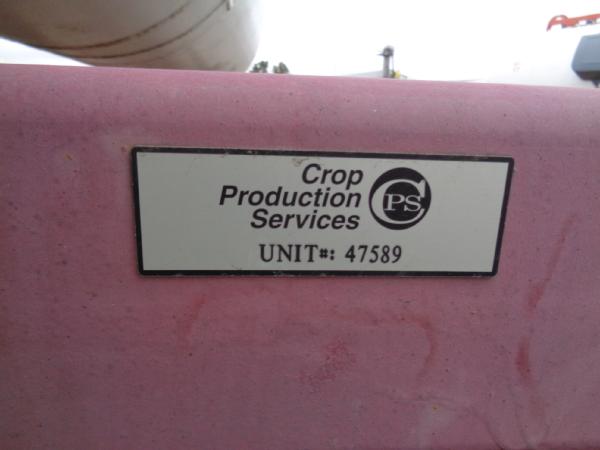 Crop
Production
Services
CPS
UNIT#: 47589